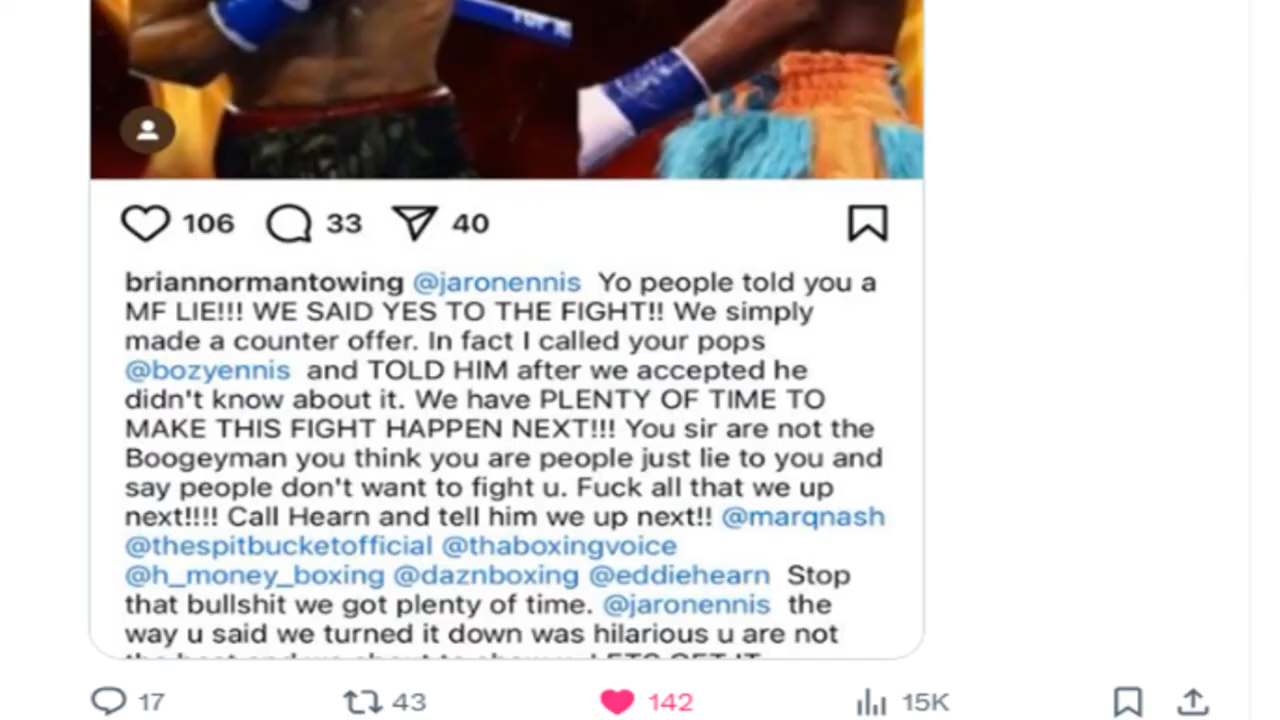 TOP R
106 33 40
briannormantowing @jaronennis Yo people told you a
MF LIE!!! WE SAID YES TO THE FIGHT!! We simply
made a counter offer. In fact I called your pops
@bozyennis and TOLD HIM after we accepted he
didn't know about it. We have PLENTY OF TIME TO
MAKE THIS FIGHT HAPPEN NEXT!!! You sir are not the
Boogeyman you think you are people just lie to you and
say people don't want to fight u. Fuck all that we up
next!!!! Call Hearn and tell him we up next!! @marqnash
@thespitbucketofficial @thaboxingvoice
@h_money_boxing @daznboxing @eddiehearn Stop
that bullshit we got plenty of time. @jaronennis the
way u said we turned it down was hilarious u are not
17 43 142 15K